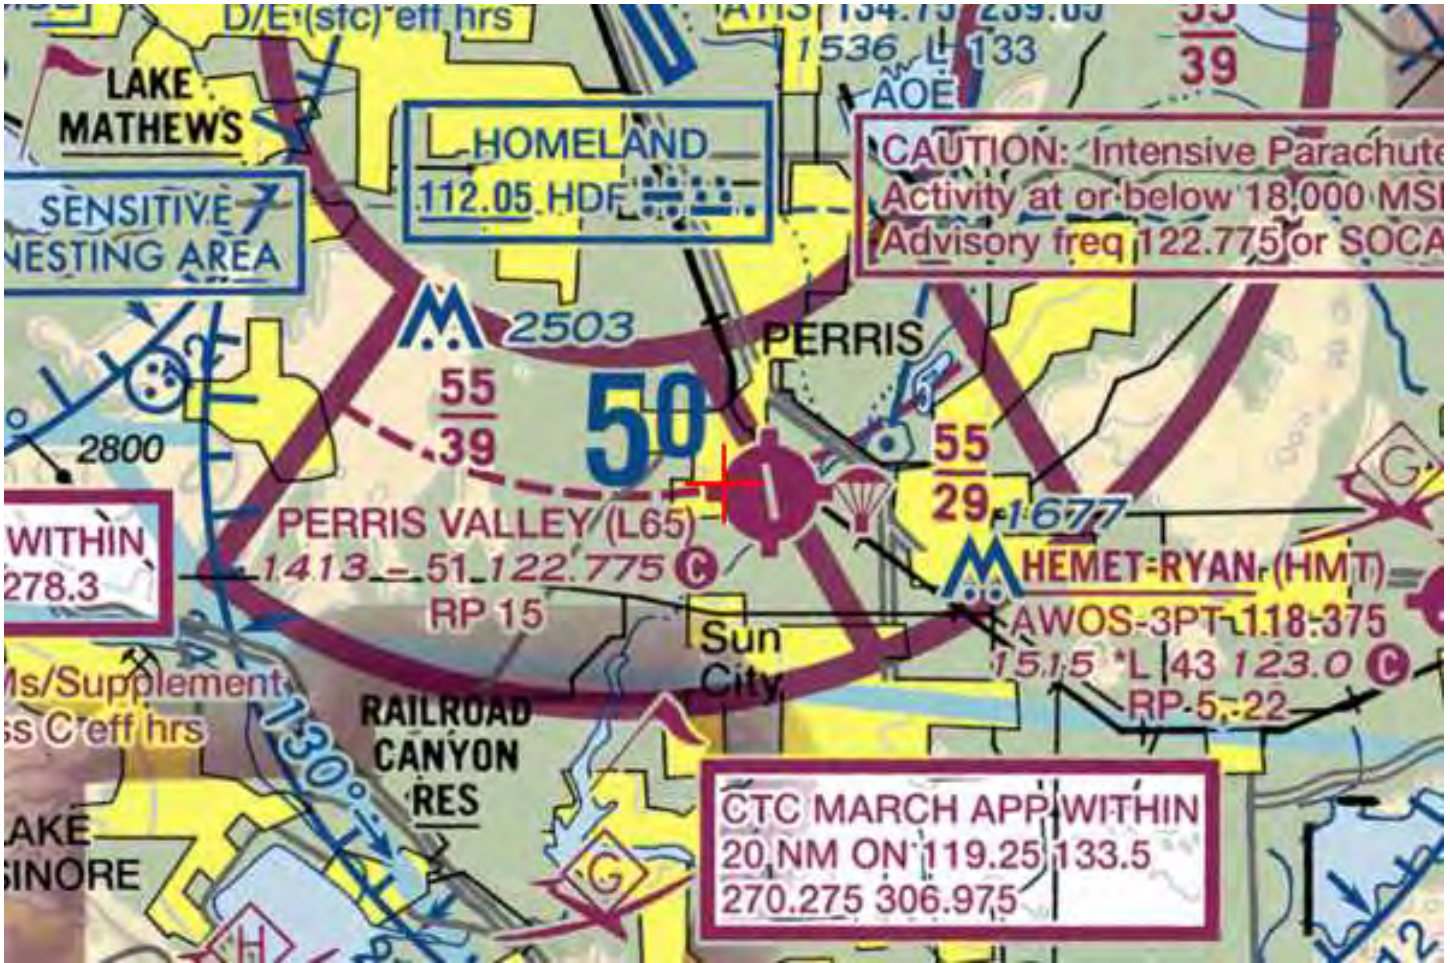 D/E (sfc) eff hrs
ATIS 134.75 239.05
1536 L 133
AOE
55
39
LAKE
MATHEWS
HOMELAND
112.05 HDF
CAUTION: Intensive Parachute
Activity at or below 18,000 MSL
Advisory freq 122.775 or SOCA
SENSITIVE
NESTING AREA
2503
PERRIS
55
39
50
2800
55
29
1677
G
WITHIN
278.3
PERRIS VALLEY (L65)
1413 - 51 122.775 C
RP 15
HEMET-RYAN (HMT)
AWOS-3PT 118.375
1515 *L 43 123.0 C
RP 5, 22
Sun
City
Ms/Supplement
ss C eff hrs
130°
RAILROAD
CANYON
RES
LAKE
SINORE
CTC MARCH APP WITHIN
20 NM ON 119.25 133.5
270.275 306.975
G
H
12